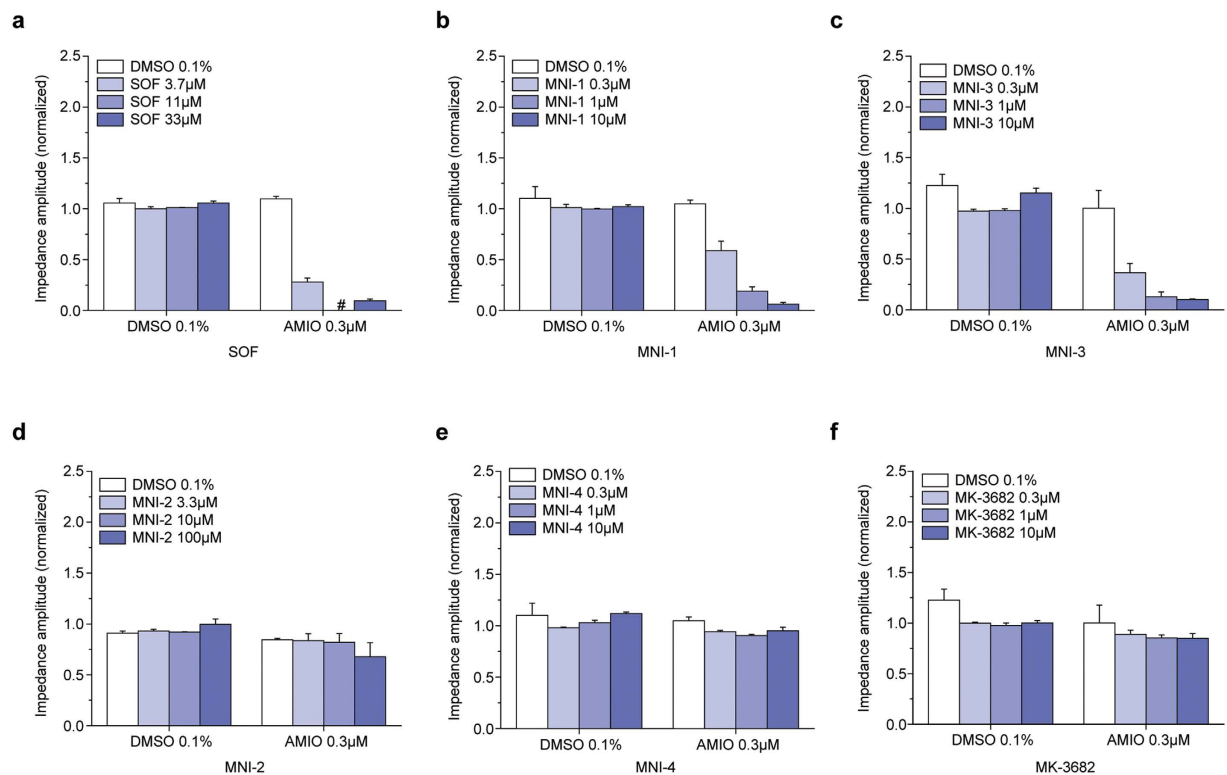 a
Impedance amplitude (normalized)
2.5
2.0
1.5
1.0
0.5
0.0
DMSO 0.1%
SOF 3.7µM
SOF 11µM
SOF 33µM
#
DMSO 0.1%
AMIO 0.3µM
SOF
b
Impedance amplitude (normalized)
2.5
2.0
1.5
1.0
0.5
0.0
DMSO 0.1%
MNI-1 0.3µM
MNI-1 1µM
MNI-1 10µM
DMSO 0.1%
AMIO 0.3µM
MNI-1
c
Impedance amplitude (normalized)
2.5
2.0
1.5
1.0
0.5
0.0
DMSO 0.1%
MNI-3 0.3µM
MNI-3 1µM
MNI-3 10µM
DMSO 0.1%
AMIO 0.3µM
MNI-3
d
Impedance amplitude (normalized)
2.5
2.0
1.5
1.0
0.5
0.0
DMSO 0.1%
MNI-2 3.3µM
MNI-2 10µM
MNI-2 100µM
DMSO 0.1%
AMIO 0.3µM
MNI-2
e
Impedance amplitude (normalized)
2.5
2.0
1.5
1.0
0.5
0.0
DMSO 0.1%
MNI-4 0.3µM
MNI-4 1µM
MNI-4 10µM
DMSO 0.1%
AMIO 0.3µM
MNI-4
f
Impedance amplitude (normalized)
2.5
2.0
1.5
1.0
0.5
0.0
DMSO 0.1%
MK-3682 0.3µM
MK-3682 1µM
MK-3682 10µM
DMSO 0.1%
AMIO 0.3µM
MK-3682